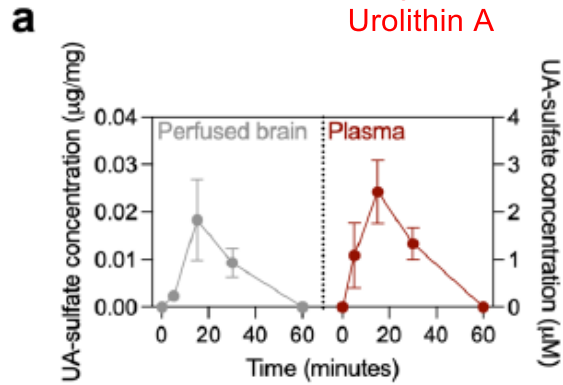 a
Urolithin A
UA-sulfate concentration (µg/mg)
0.04
0.03
0.02
0.01
0.00
Perfused brain
Plasma
4
3
2
1
0
UA-sulfate concentration (µM)
0 20 40 60 0 20 40 60
Time (minutes)